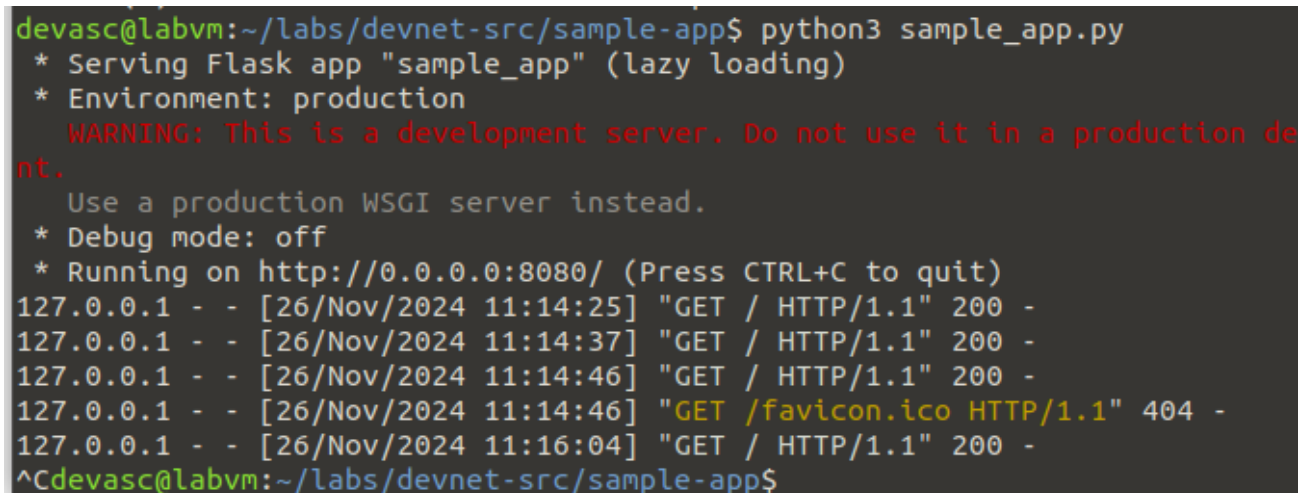 devasc@labvm:~/labs/devnet-src/sample-app$ python3 sample_app.py
 * Serving Flask app "sample_app" (lazy loading)
 * Environment: production
   WARNING: This is a development server. Do not use it in a production de
nt.
   Use a production WSGI server instead.
 * Debug mode: off
 * Running on http://0.0.0.0:8080/ (Press CTRL+C to quit)
127.0.0.1 - - [26/Nov/2024 11:14:25] "GET / HTTP/1.1" 200 -
127.0.0.1 - - [26/Nov/2024 11:14:37] "GET / HTTP/1.1" 200 -
127.0.0.1 - - [26/Nov/2024 11:14:46] "GET / HTTP/1.1" 200 -
127.0.0.1 - - [26/Nov/2024 11:14:46] "GET /favicon.ico HTTP/1.1" 404 -
127.0.0.1 - - [26/Nov/2024 11:16:04] "GET / HTTP/1.1" 200 -
^Cdevasc@labvm:~/labs/devnet-src/sample-app$